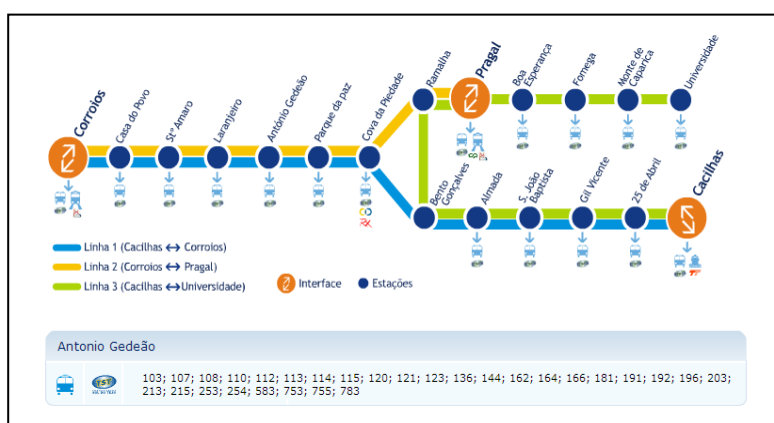 Corroios
Casa do Povo
Stº Amaro
Laranjeiro
António Gedeão
Parque da paz
Cova da Piedade
Ramalha
Pragal
Boa
Esperança
Fomega
Monte de
Caparica
Universidade
Bento
Gonçalves
Almada
S. João
Baptista
Gil Vicente
25 de Abril
Cacilhas
Linha 1 (Cacilhas ↔ Corroios)
Linha 2 (Corroios ↔ Pragal)
Linha 3 (Cacilhas ↔Universidade)
Interface
Estações
Antonio Gedeão
TST
103; 107; 108; 110; 112; 113; 114; 115; 120; 121; 123; 136; 144; 162; 164; 166; 181; 191; 192; 196; 203;
213; 215; 253; 254; 583; 753; 755; 783